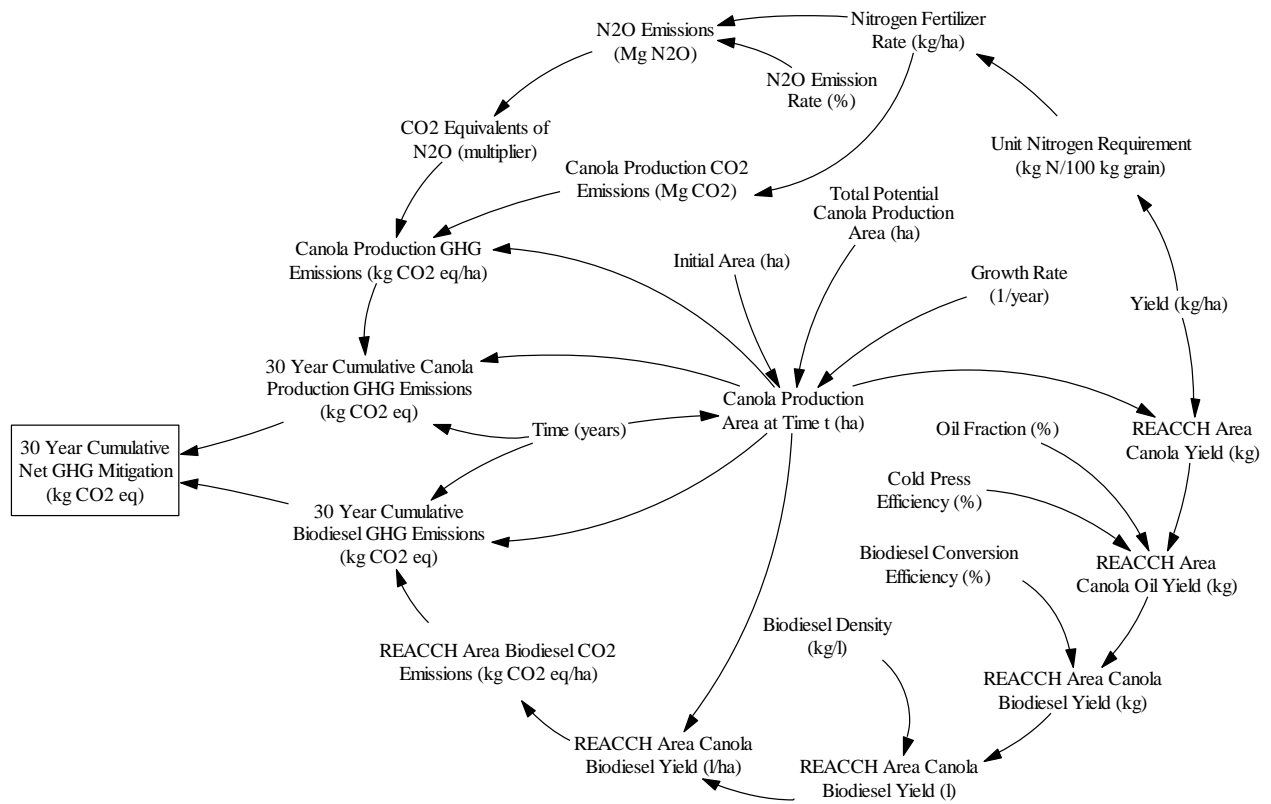 N2O Emissions
(Mg N2O)
Nitrogen Fertilizer
Rate (kg/ha)
N2O Emission
Rate (%)
CO2 Equivalents of
N2O (multiplier)
Unit Nitrogen Requirement
(kg N/100 kg grain)
Canola Production CO2
Emissions (Mg CO2)
Total Potential
Canola Production
Area (ha)
Canola Production GHG
Emissions (kg CO2 eq/ha)
Initial Area (ha)
Growth Rate
(1/year)
Yield (kg/ha)
30 Year Cumulative Canola
Production GHG Emissions
(kg CO2 eq)
Canola Production
Area at Time t (ha)
Time (years)
Oil Fraction (%)
REACCH Area
Canola Yield (kg)
30 Year Cumulative
Net GHG Mitigation
(kg CO2 eq)
Cold Press
Efficiency (%)
30 Year Cumulative
Biodiesel GHG Emissions
(kg CO2 eq)
Biodiesel Conversion
Efficiency (%)
REACCH Area
Canola Oil Yield (kg)
Biodiesel Density
(kg/l)
REACCH Area Biodiesel CO2
Emissions (kg CO2 eq/ha)
REACCH Area Canola
Biodiesel Yield (kg)
REACCH Area Canola
Biodiesel Yield (l/ha)
REACCH Area Canola
Biodiesel Yield (l)